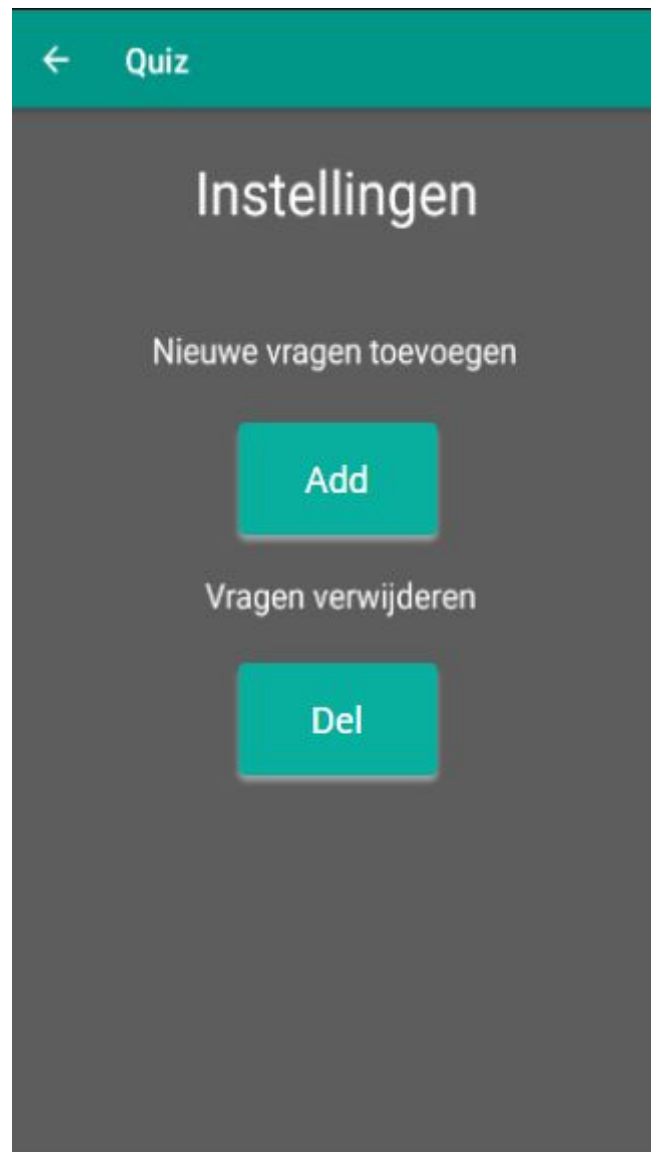 Quiz
Instellingen
Nieuwe vragen toevoegen
Add
Vragen verwijderen
Del